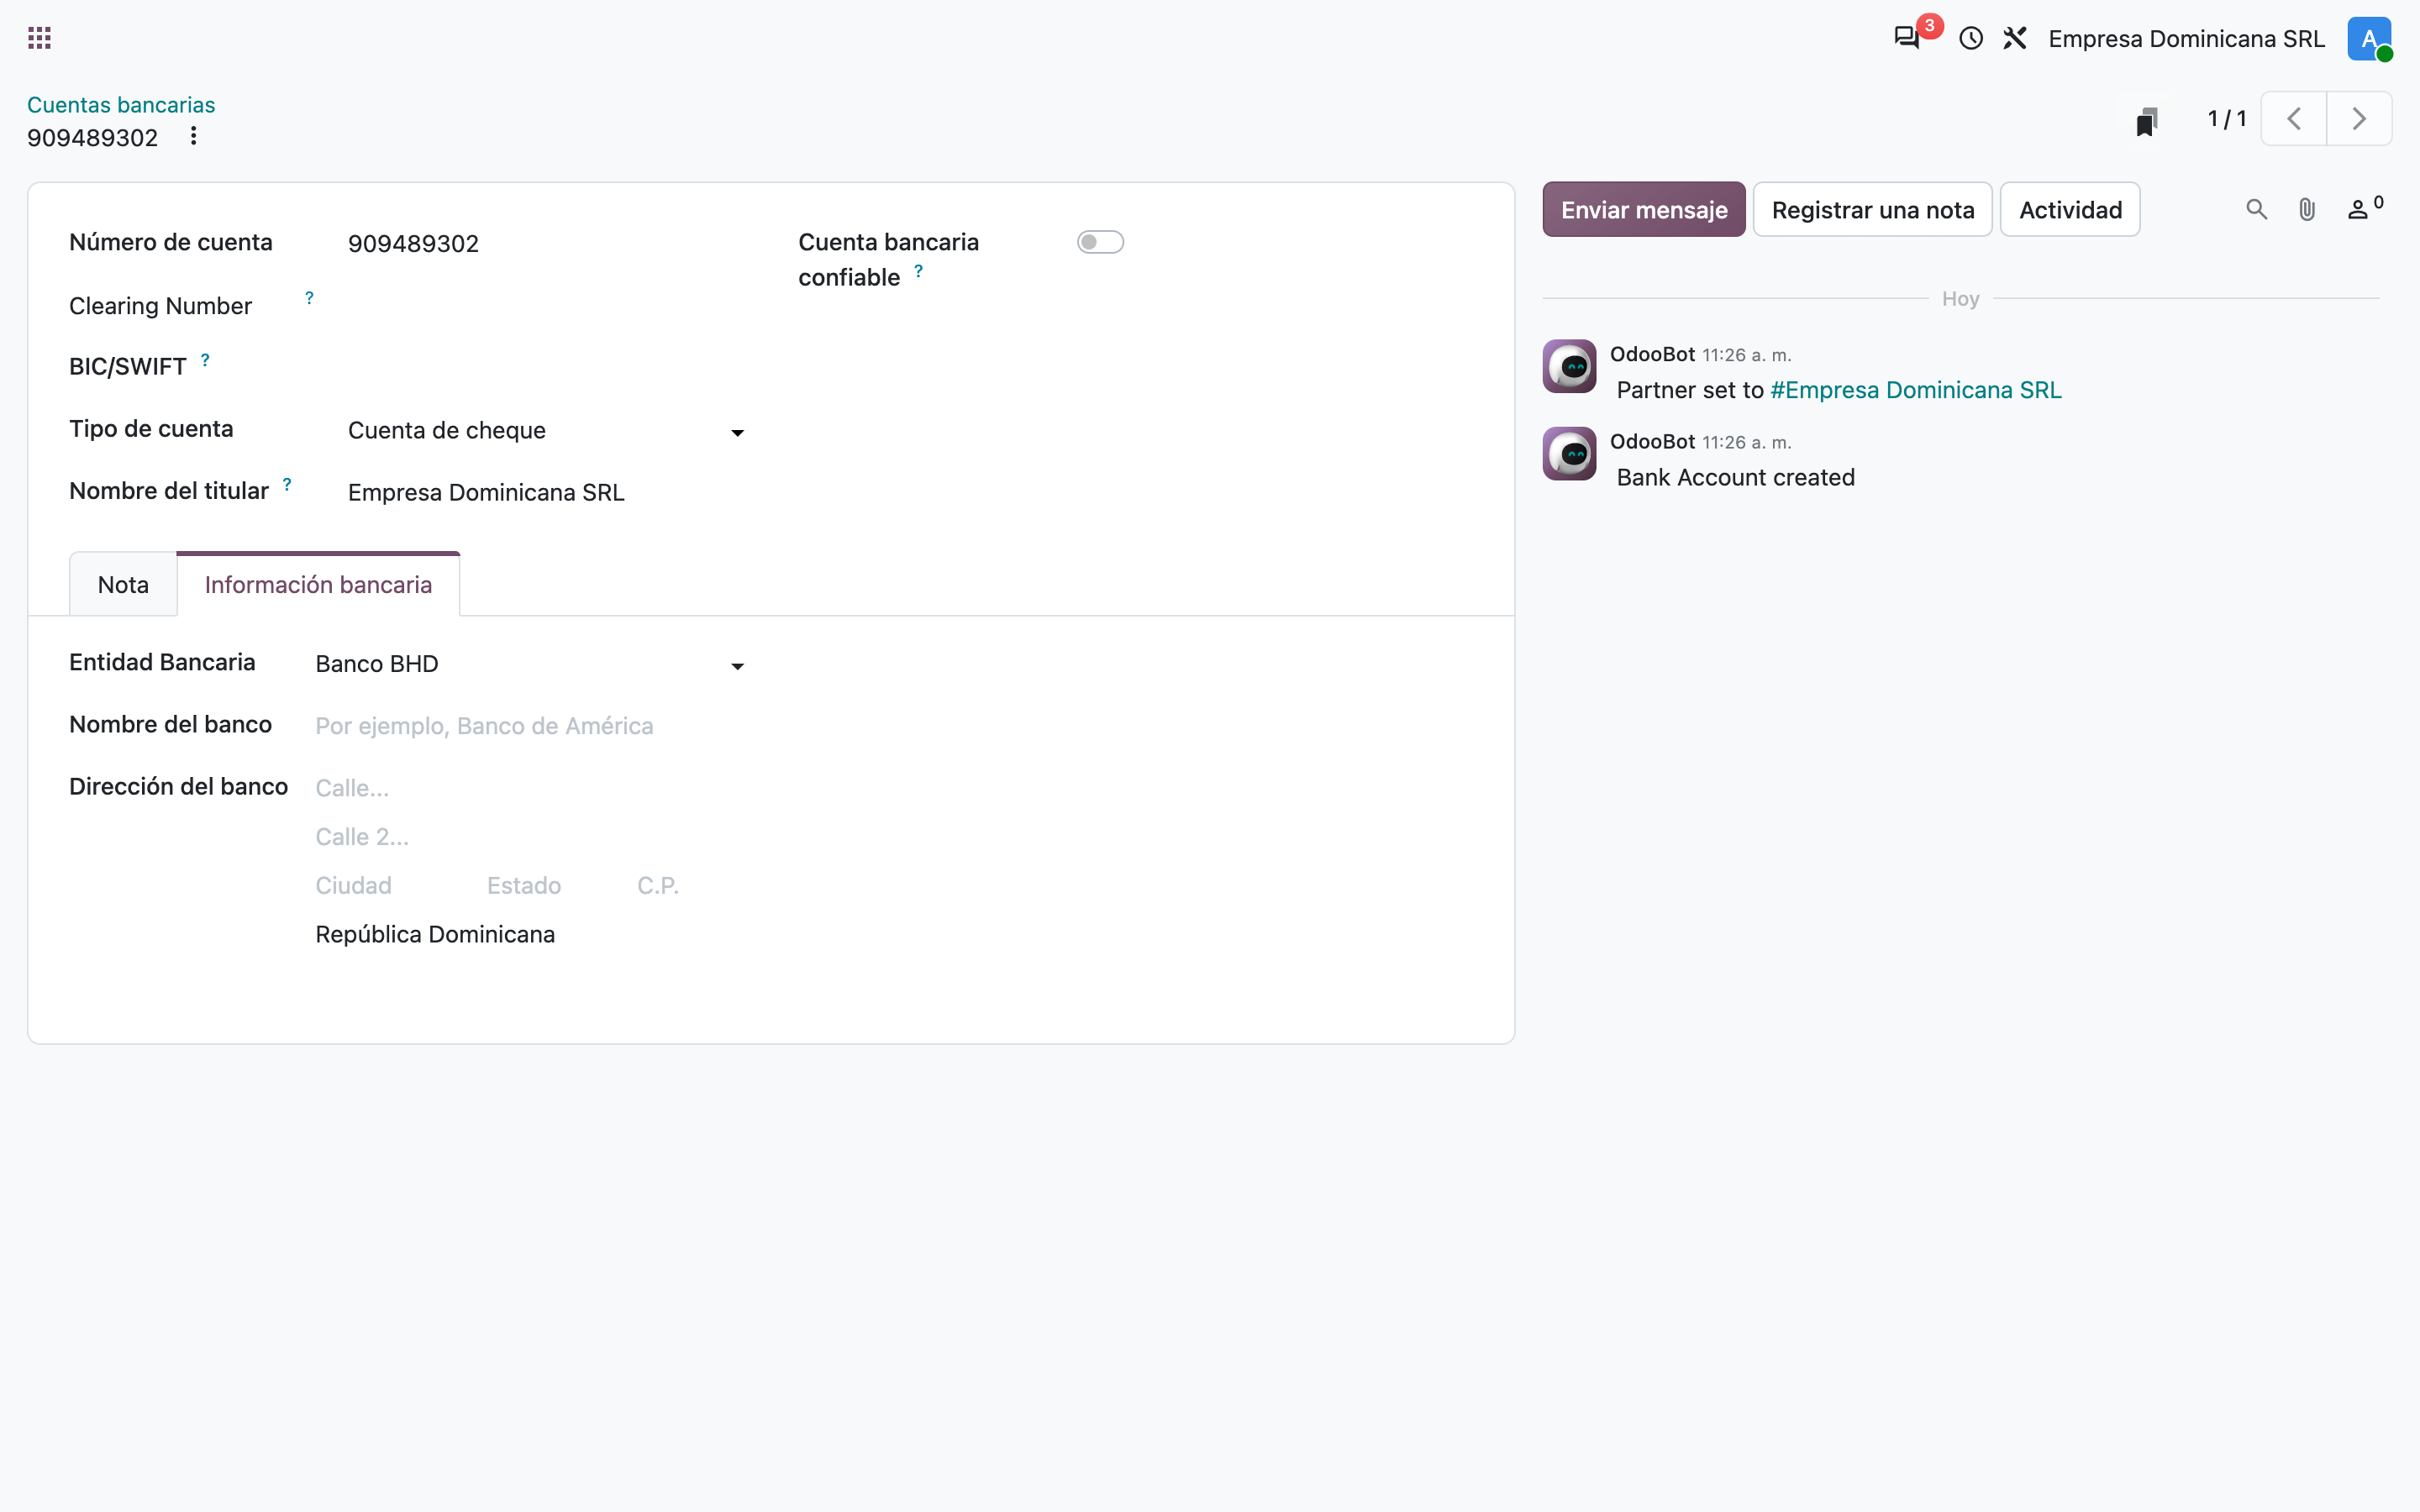 3
Empresa Dominicana SRL
A
Cuentas bancarias
909489302
1 / 1
Número de cuenta
909489302
Cuenta bancaria
confiable ?
Clearing Number ?
BIC/SWIFT ?
Tipo de cuenta
Cuenta de cheque
Nombre del titular ?
Empresa Dominicana SRL
Nota
Información bancaria
Entidad Bancaria
Banco BHD
Nombre del banco
Por ejemplo, Banco de América
Dirección del banco
Calle...
Calle 2...
Ciudad
Estado
C.P.
República Dominicana
Enviar mensaje
Registrar una nota
Actividad
0
Hoy
OdooBot 11:26 a. m.
Partner set to #Empresa Dominicana SRL
OdooBot 11:26 a. m.
Bank Account created